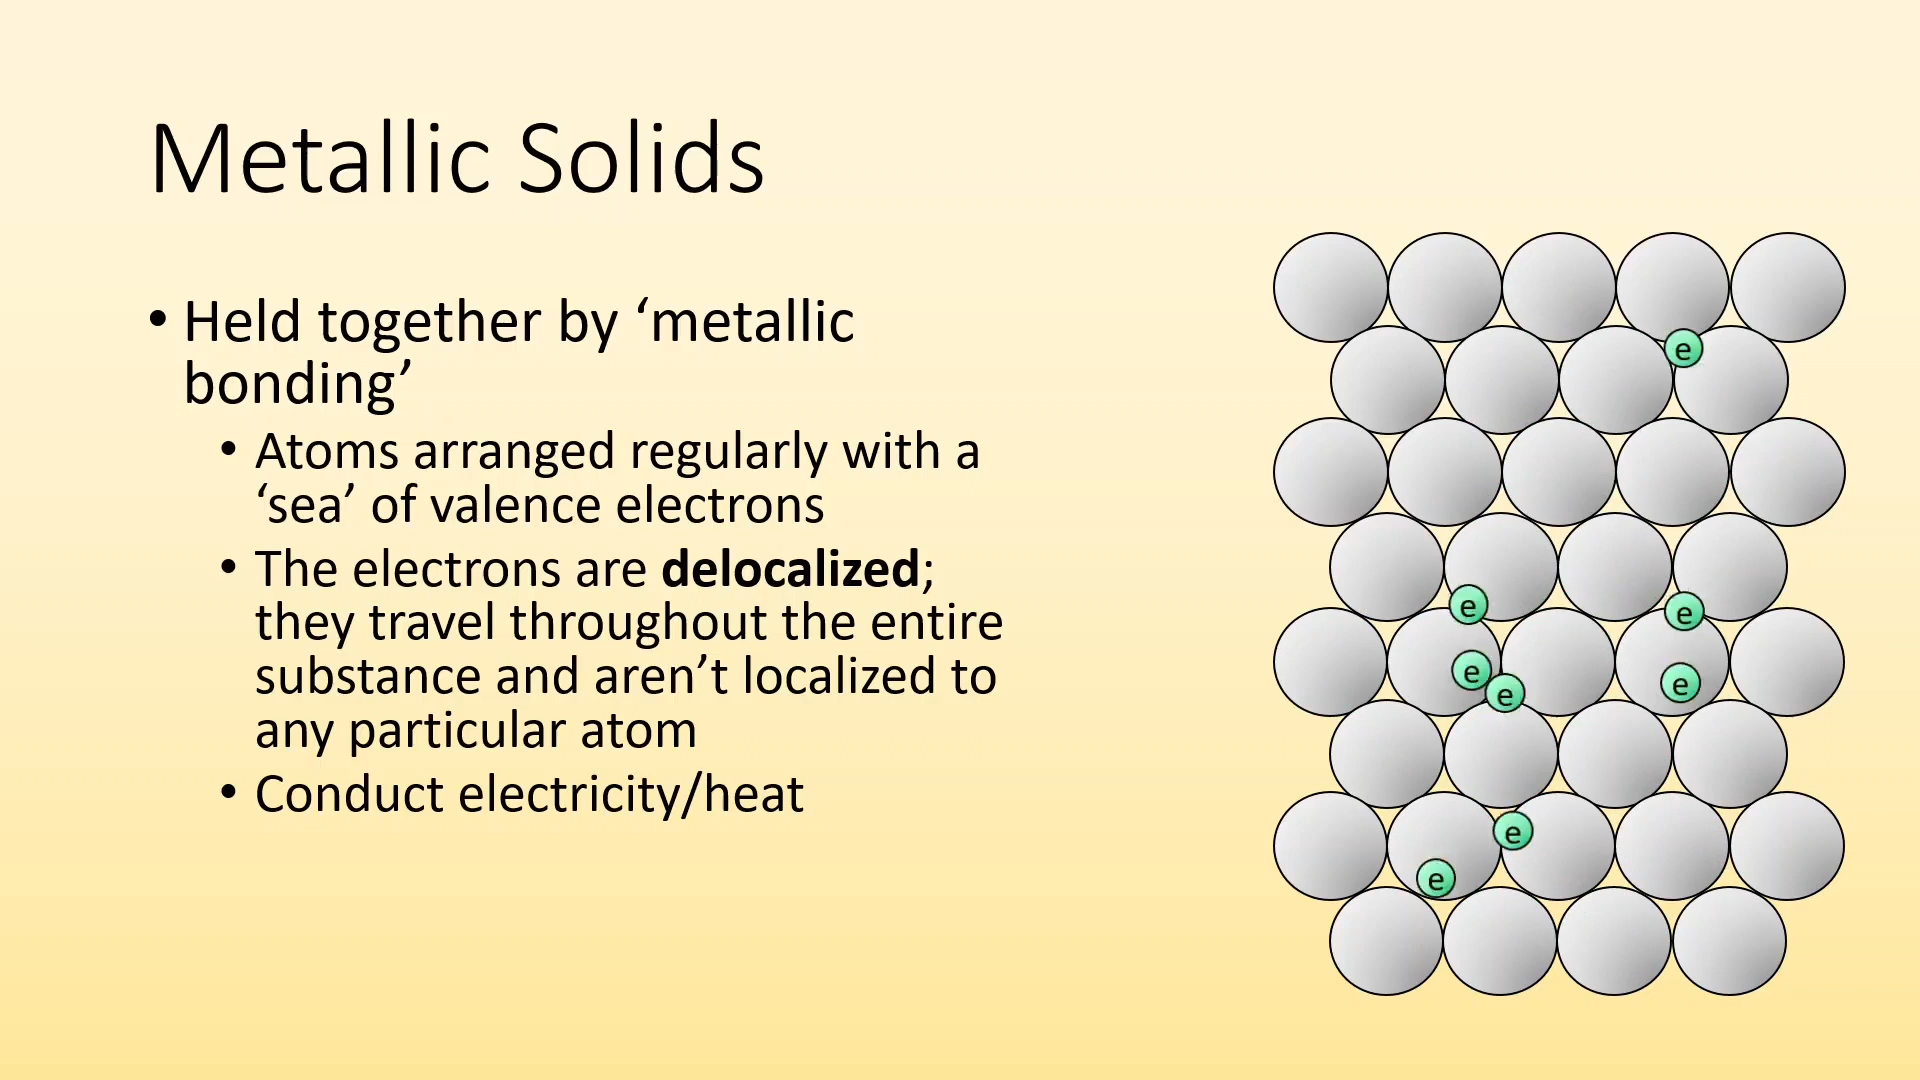 Metallic Solids
• Held together by ‘metallic
bonding’
• Atoms arranged regularly with a
‘sea’ of valence electrons
• The electrons are delocalized;
they travel throughout the entire
substance and aren’t localized to
any particular atom
• Conduct electricity/heat
e
e
e
e
e
e
e
e